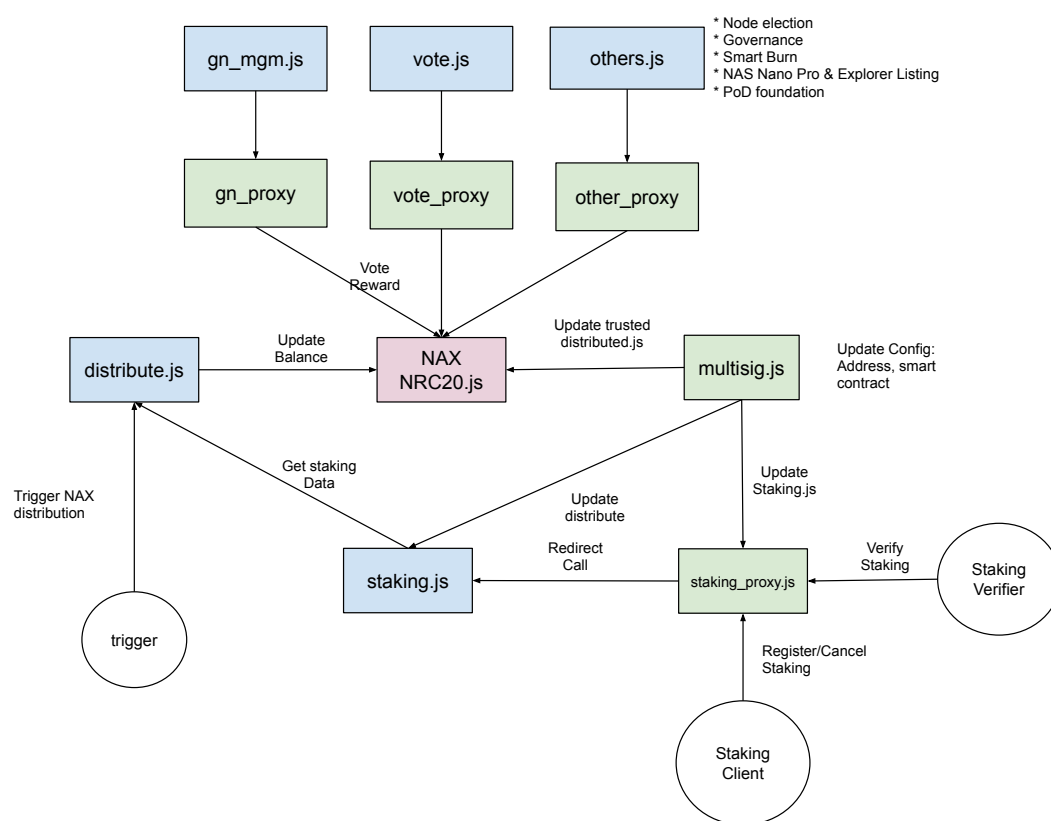 gn_mgm.js
vote.js
others.js
* Node election
* Governance
* Smart Burn
* NAS Nano Pro & Explorer Listing
* PoD foundation
gn_proxy
vote_proxy
other_proxy
Vote
Reward
distribute.js
Update
Balance
NAX
NRC20.js
Update trusted
distributed.js
multisig.js
Update Config:
Address, smart
contract
Trigger NAX
distribution
Get staking
Data
Update
distribute
Update
Staking.js
staking.js
Redirect
Call
staking_proxy.js
Verify
Staking
Staking
Verifier
trigger
Register/Cancel
Staking
Staking
Client